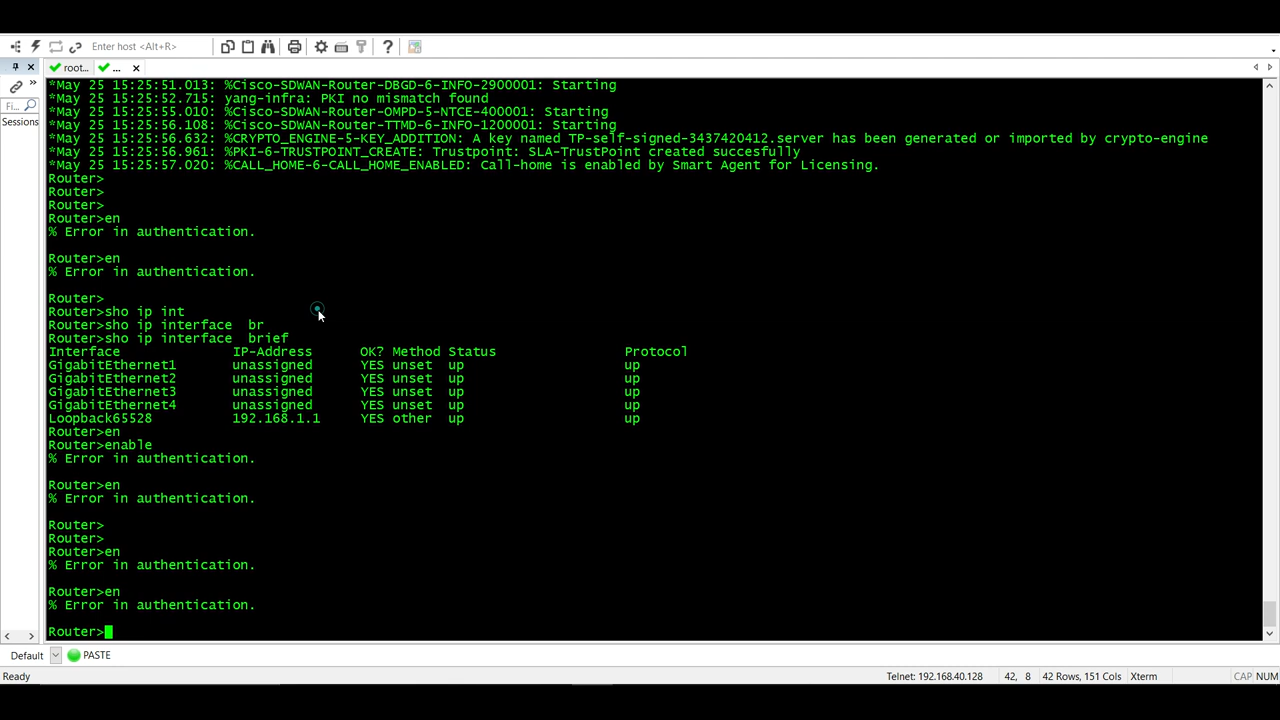 Enter host <Alt+R>
root...
...
Fi...
Sessions
*May 25 15:25:51.013: %Cisco-SDWAN-Router-DBGD-6-INFO-2900001: Starting
*May 25 15:25:52.715: yang-infra: PKI no mismatch found
*May 25 15:25:55.010: %Cisco-SDWAN-Router-OMPD-5-NTCE-400001: Starting
*May 25 15:25:56.108: %Cisco-SDWAN-Router-TTMD-6-INFO-1200001: Starting
*May 25 15:25:56.632: %CRYPTO_ENGINE-5-KEY_ADDITION: A key named TP-self-signed-3437420412.server has been generated or imported by crypto-engine
*May 25 15:25:56.961: %PKI-6-TRUSTPOINT_CREATE: Trustpoint: SLA-TrustPoint created succesfully
*May 25 15:25:57.020: %CALL_HOME-6-CALL_HOME_ENABLED: Call-home is enabled by Smart Agent for Licensing.
Router>
Router>
Router>
Router>en
% Error in authentication.
Router>en
% Error in authentication.
Router>
Router>sho ip int
Router>sho ip interface  br
Router>sho ip interface  brief
Interface IP-Address OK? Method Status Protocol
GigabitEthernet1 unassigned YES unset up up
GigabitEthernet2 unassigned YES unset up up
GigabitEthernet3 unassigned YES unset up up
GigabitEthernet4 unassigned YES unset up up
Loopback65528 192.168.1.1 YES other up up
Router>en
Router>enable
% Error in authentication.
Router>en
% Error in authentication.
Router>
Router>
Router>en
% Error in authentication.
Router>en
% Error in authentication.
Router>
Default PASTE
Ready Telnet: 192.168.40.128 42, 8 42 Rows, 151 Cols Xterm CAP NUM